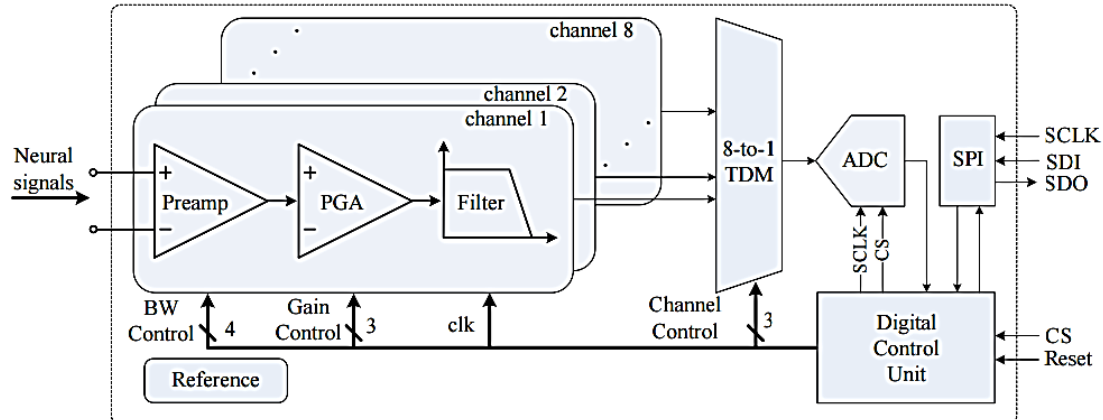 channel 8
channel 2
channel 1
Neural
signals
+
−
Preamp
+
−
PGA
Filter
8-to-1
TDM
ADC
SPI
SCLK
SDI
SDO
SCLK
CS
BW
Control
4
Gain
Control
3
clk
Channel
Control
3
Digital
Control
Unit
CS
Reset
Reference